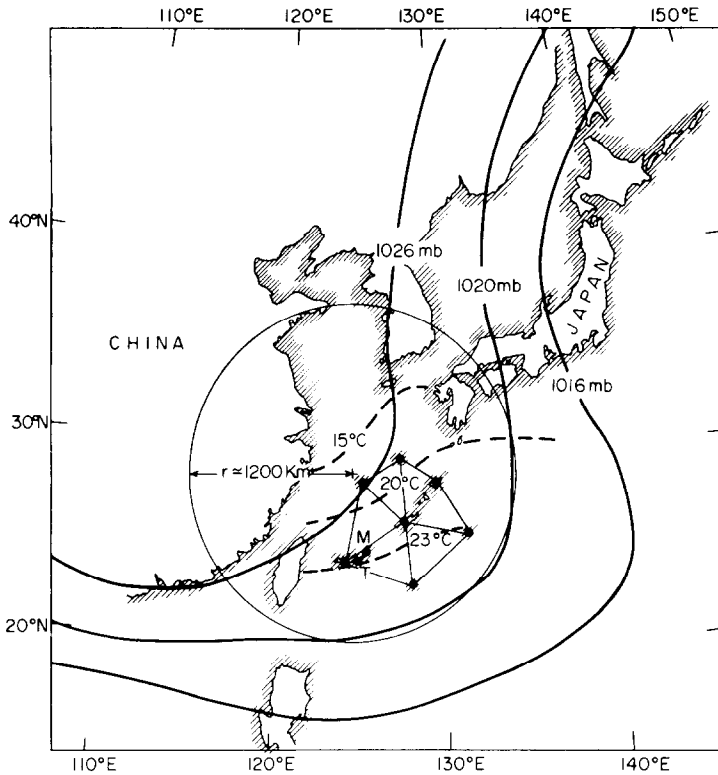 110°E 120°E 130°E 140°E 150°E
40°N
1026 mb
1020mb
JAPAN
CHINA
1016 mb
30°N
15°C
r ≃ 1200 Km
20°C
M
23°C
T
20°N
110°E 120°E 130°E 140°E